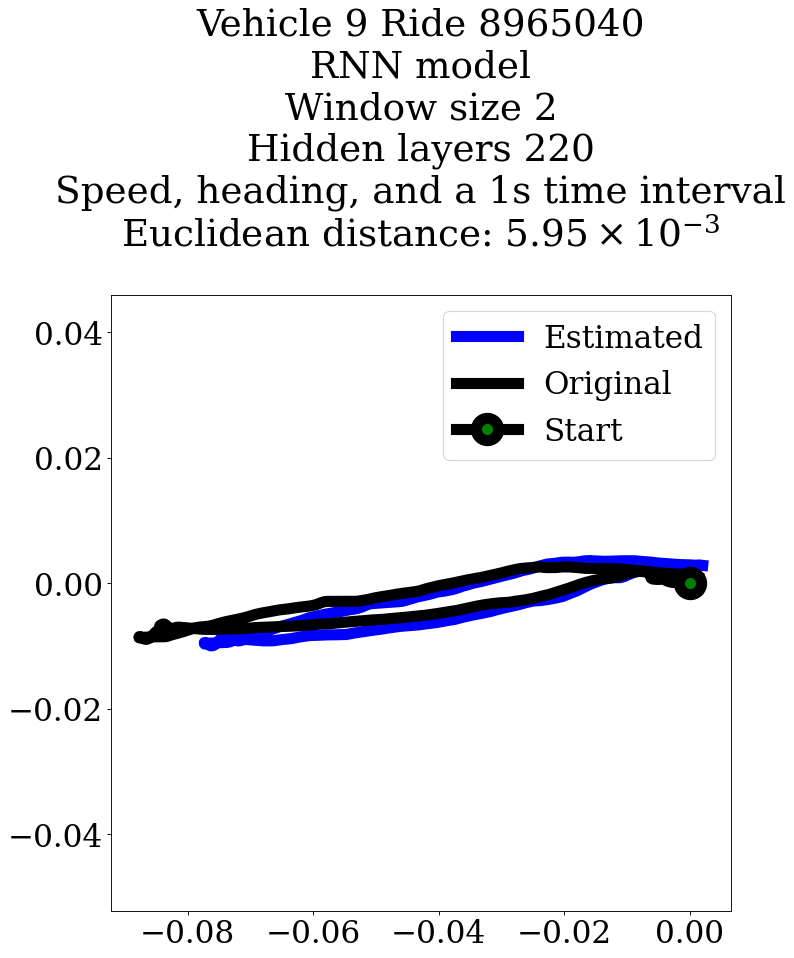 Vehicle 9 Ride 8965040
RNN model
Window size 2
Hidden layers 220
Speed, heading, and a 1s time interval
Euclidean distance: 5.95 × 10⁻³
Estimated
Original
Start
0.04
0.02
0.00
−0.02
−0.04
−0.08 −0.06 −0.04 −0.02 0.00